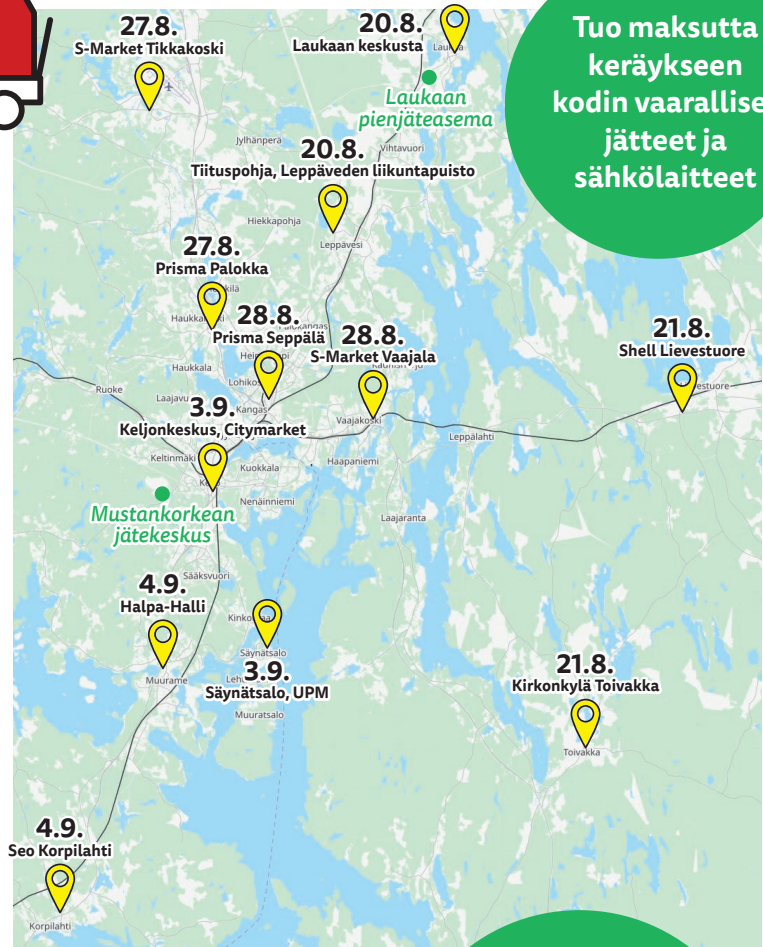 27.8.
S-Market Tikkakoski
20.8.
Laukaan keskusta
Laukaan
pienjäteasema
Tuo maksutta
keräykseen
kodin vaaralliset
jätteet ja
sähkölaitteet
Jylhänperä
Vihtavuori
20.8.
Tiituspohja, Leppäveden liikuntapuisto
Hiekkapohja
Leppävesi
27.8.
Prisma Palokka
28.8.
Prisma Seppälä
28.8.
S-Market Vaajala
21.8.
Shell Lievestuore
Haukkala
Ruoke
Kangas
Vaajakoski
Leppälahti
3.9.
Keljonkeskus, Citymarket
Keltinmäki
Kuokkala
Haapaniemi
Nenäinniemi
Laajaranta
Mustankorkean
jätekeskus
Sääksvuori
4.9.
Halpa-Halli
Muurame
Säynätsalo
3.9.
Säynätsalo, UPM
Muuratsalo
21.8.
Kirkonkylä Toivakka
Toivakka
4.9.
Seo Korpilahti
Korpilahti